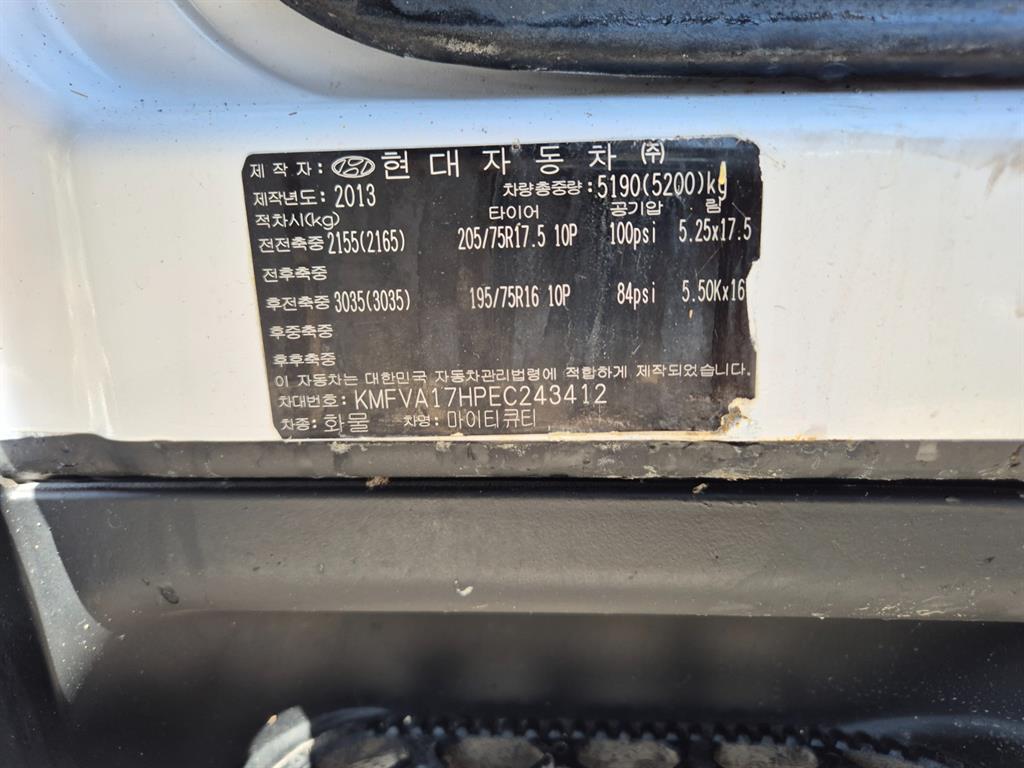 제 작 자 : 현 대 자 동 차 ㈜
제작년도: 2013 차량총중량: 5190(5200)kg
적차시(kg) 타이어 공기압 림
전전축중 2155(2165) 205/75R17.5 10P 100psi 5.25x17.5
전후축중
후전축중 3035(3035) 195/75R16 10P 84psi 5.50Kx16
후중축중
후후축중
이 자동차는 대한민국 자동차관리법령에 적합하게 제작되었습니다.
차대번호: KMFVA17HPEC243412
차종: 화물 차명: 마이티큐티